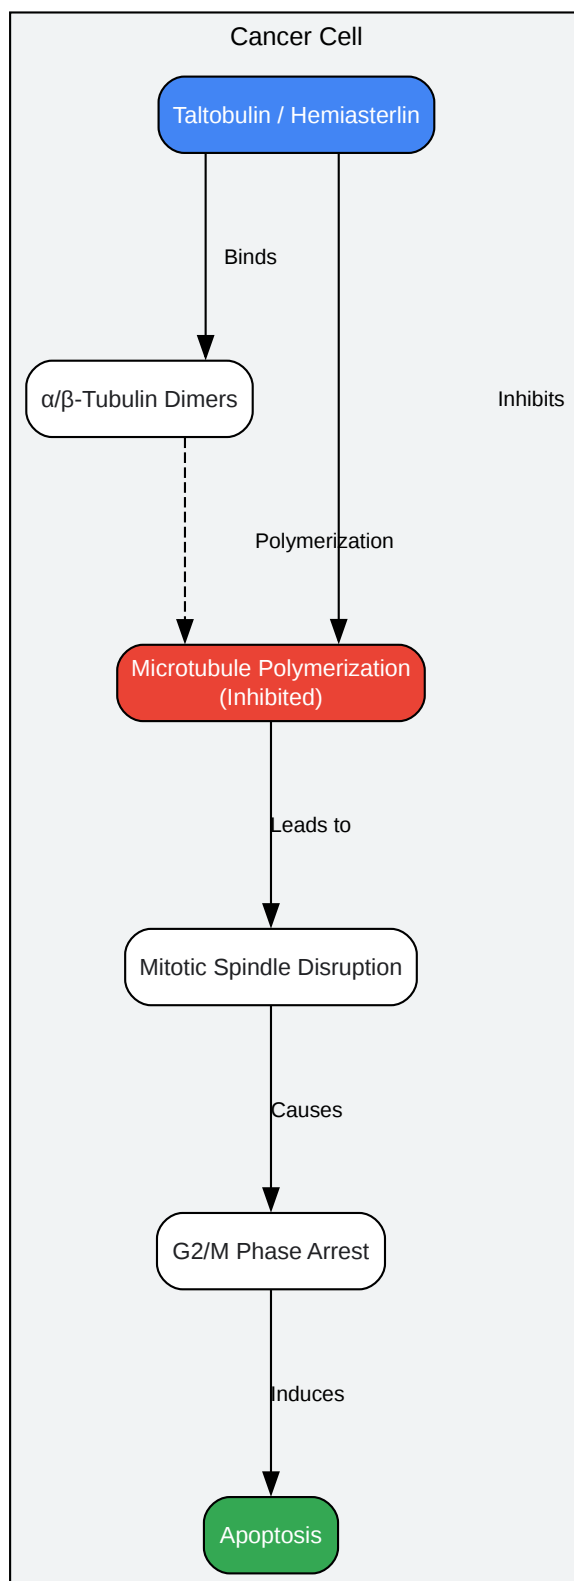 Cancer Cell
Taltobulin / Hemiasterlin
Binds
α/β-Tubulin Dimers
Inhibits
Polymerization
Microtubule Polymerization
(Inhibited)
Leads to
Mitotic Spindle Disruption
Causes
G2/M Phase Arrest
Induces
Apoptosis